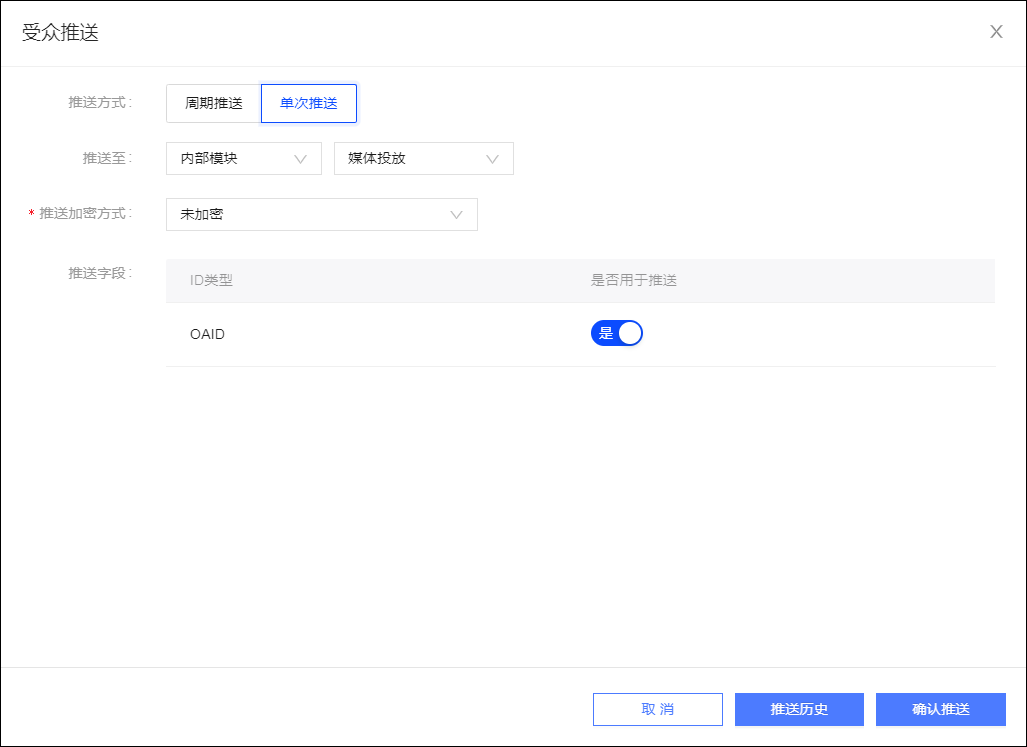 受众推送 X
推送方式: 周期推送 单次推送
推送至: 内部模块 媒体投放
* 推送加密方式: 未加密
推送字段: ID类型 是否用于推送
OAID 是
取 消 推送历史 确认推送